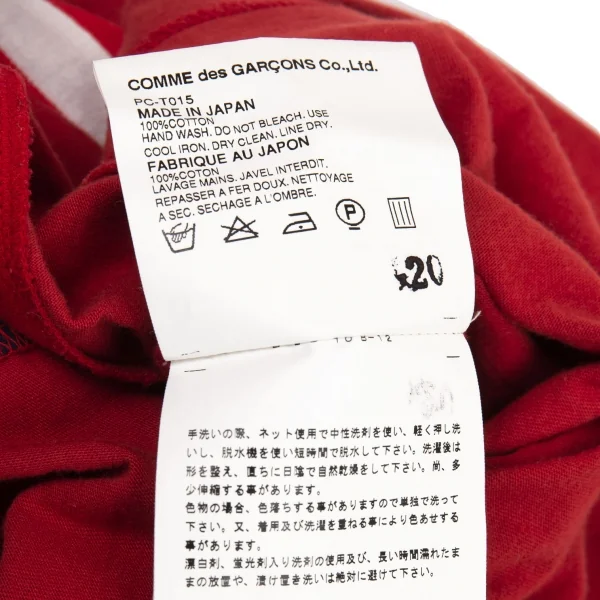 COMME des GARÇONS Co.,Ltd.
PC-T015
MADE IN JAPAN
100%COTTON
HAND WASH. DO NOT BLEACH. USE
COOL IRON. DRY CLEAN. LINE DRY.
FABRIQUE AU JAPON
100%COTON
LAVAGE MAINS. JAVEL INTERDIT.
REPASSER A FER DOUX. NETTOYAGE
A SEC. SECHAGE A L'OMBRE.
P
20
10 8-12
手洗いの際、ネット使用で中性洗剤を使い、軽く押し洗
いし、脱水機を使い短時間で脱水して下さい。洗濯後は
形を整え、直ちに日陰で自然乾燥をして下さい。尚、多
少伸縮する事があります。
色物の場合、色落ちする事がありますので単独で洗って
下さい。又、着用及び洗濯を重ねる事により色あせする
事があります。
漂白剤、蛍光剤入り洗剤の使用及び、長い時間濡れたま
まの放置や、漬け置き洗いは絶対に避けて下さい。